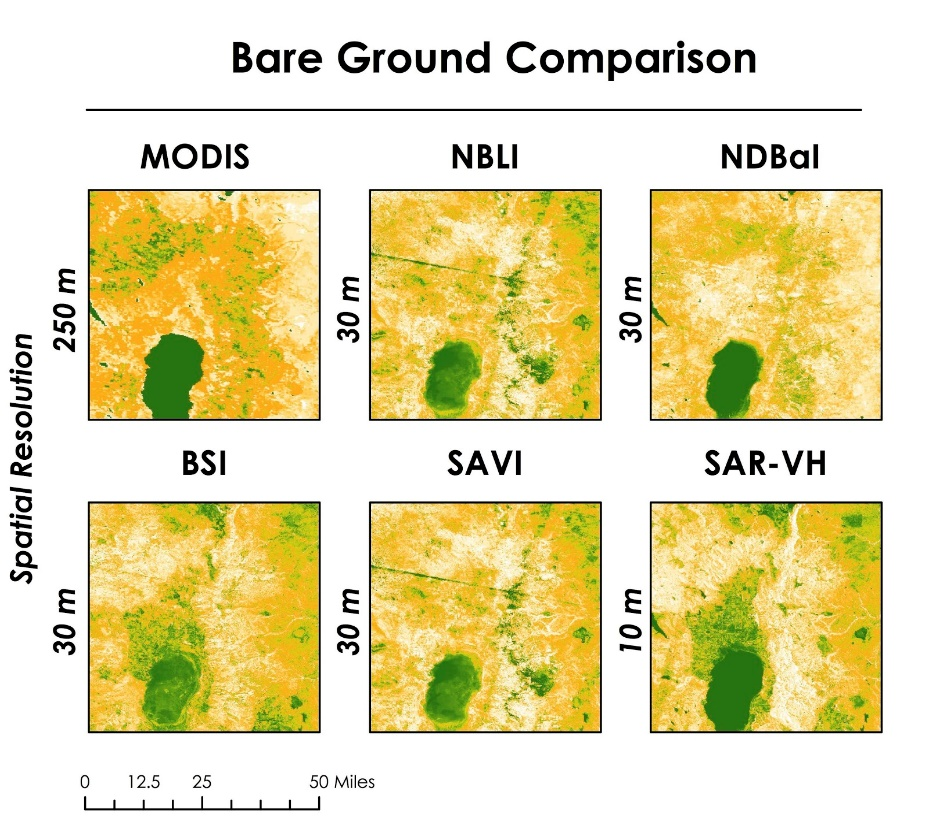 Bare Ground Comparison
MODIS NBLI NDBaI
250 m 30 m 30 m
Spatial Resolution
BSI SAVI SAR-VH
30 m 30 m 10 m
0 12.5 25 50 Miles